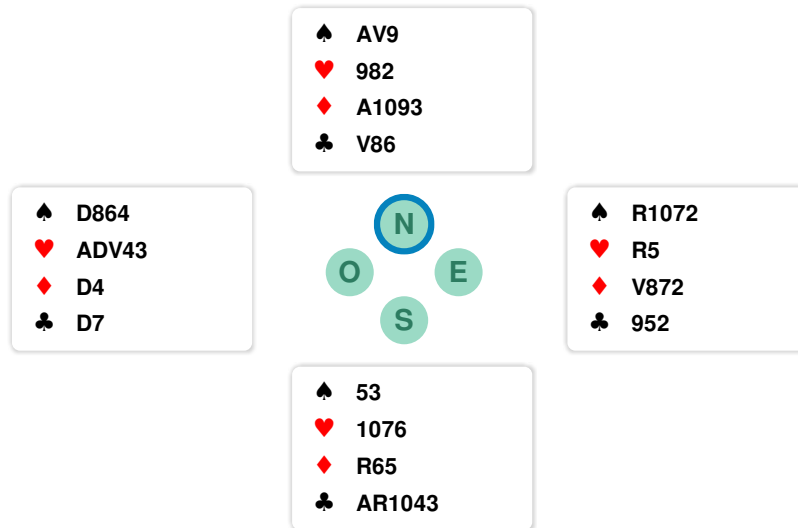 ♠ AV9
♥ 982
♦ A1093
♣ V86
♠ D864
♥ ADV43
♦ D4
♣ D7
N
O E
S
♠ R1072
♥ R5
♦ V872
♣ 952
♠ 53
♥ 1076
♦ R65
♣ AR1043